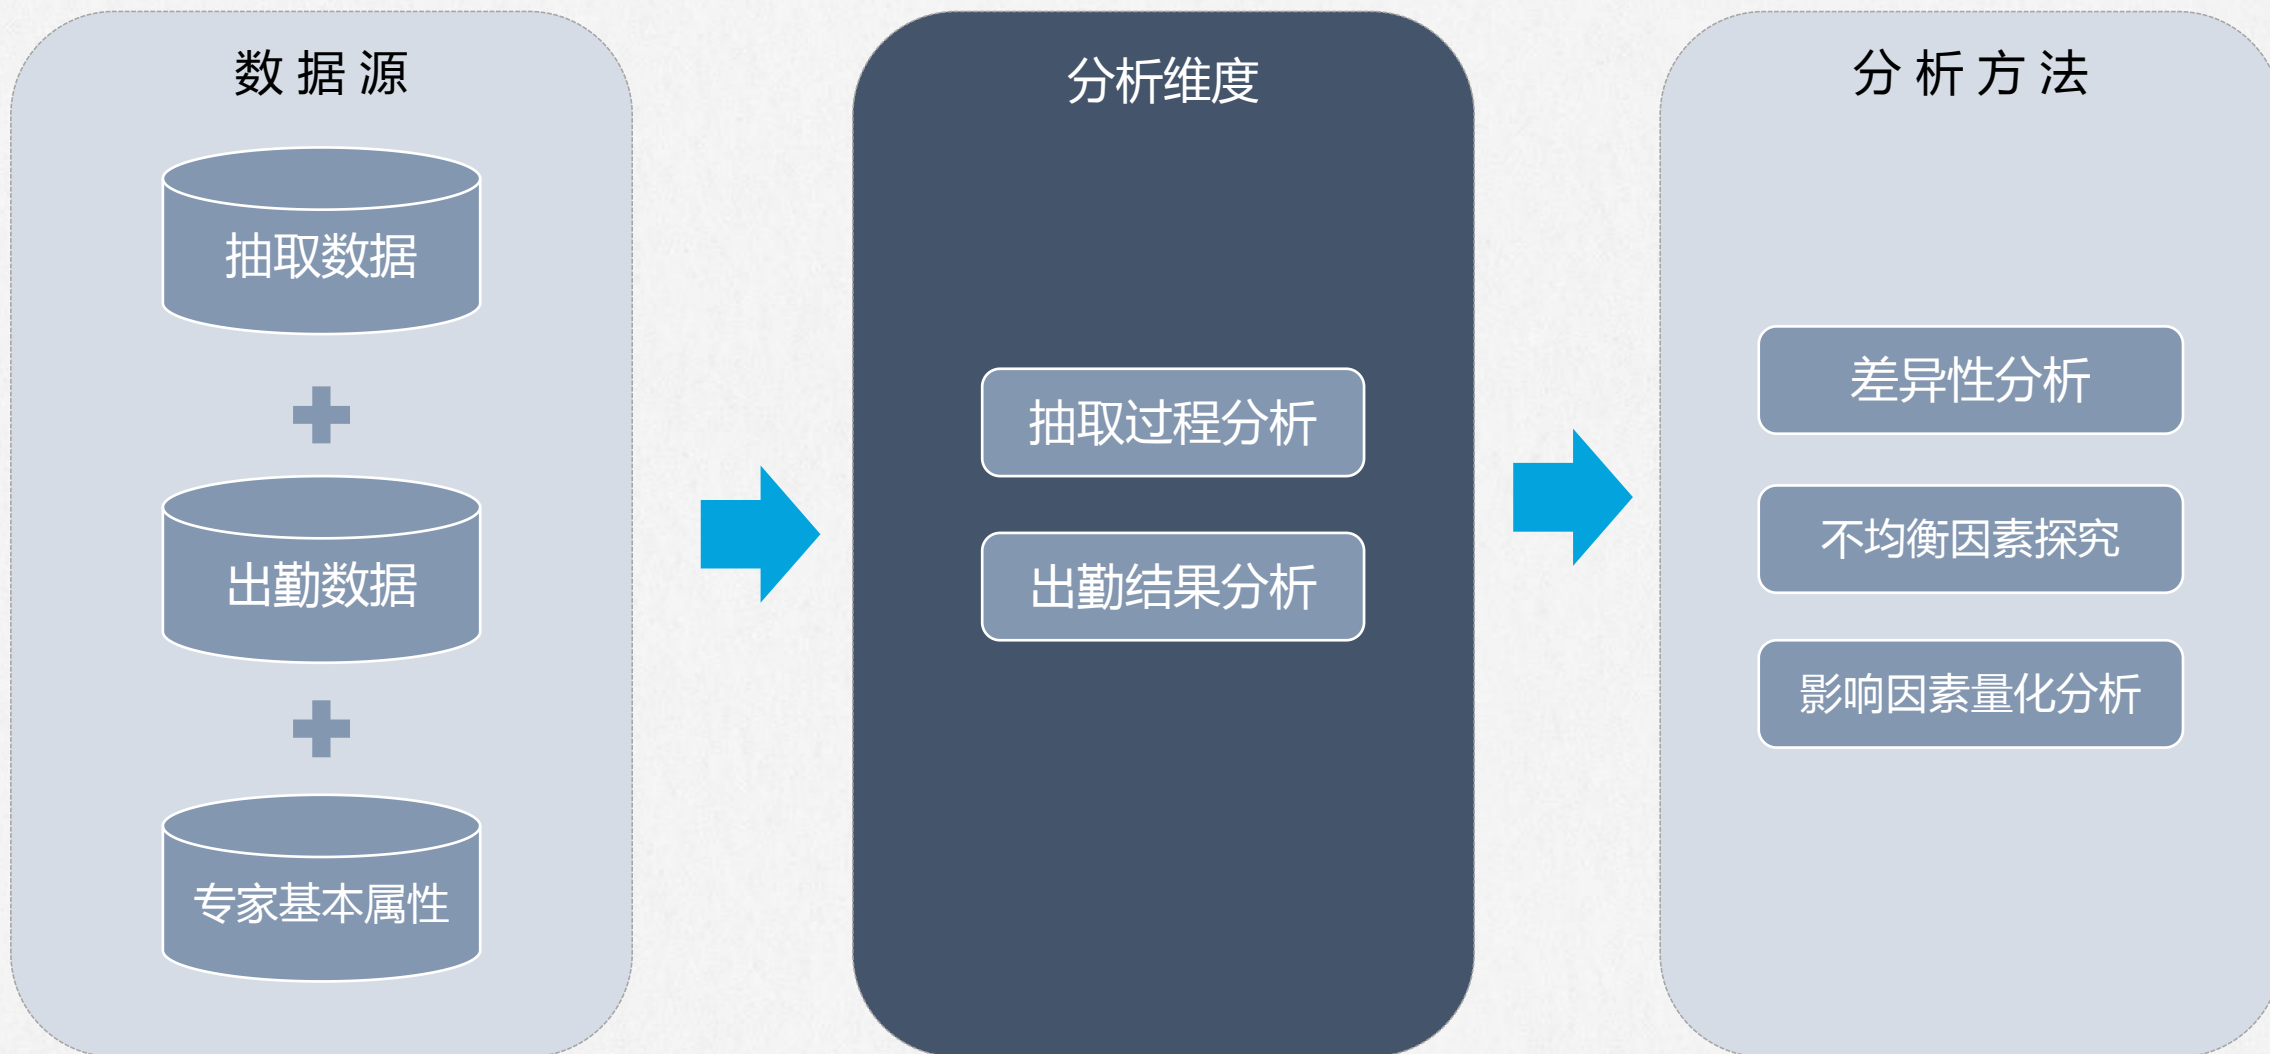 数据源
抽取数据
出勤数据
专家基本属性
分析维度
抽取过程分析
出勤结果分析
分析方法
差异性分析
不均衡因素探究
影响因素量化分析